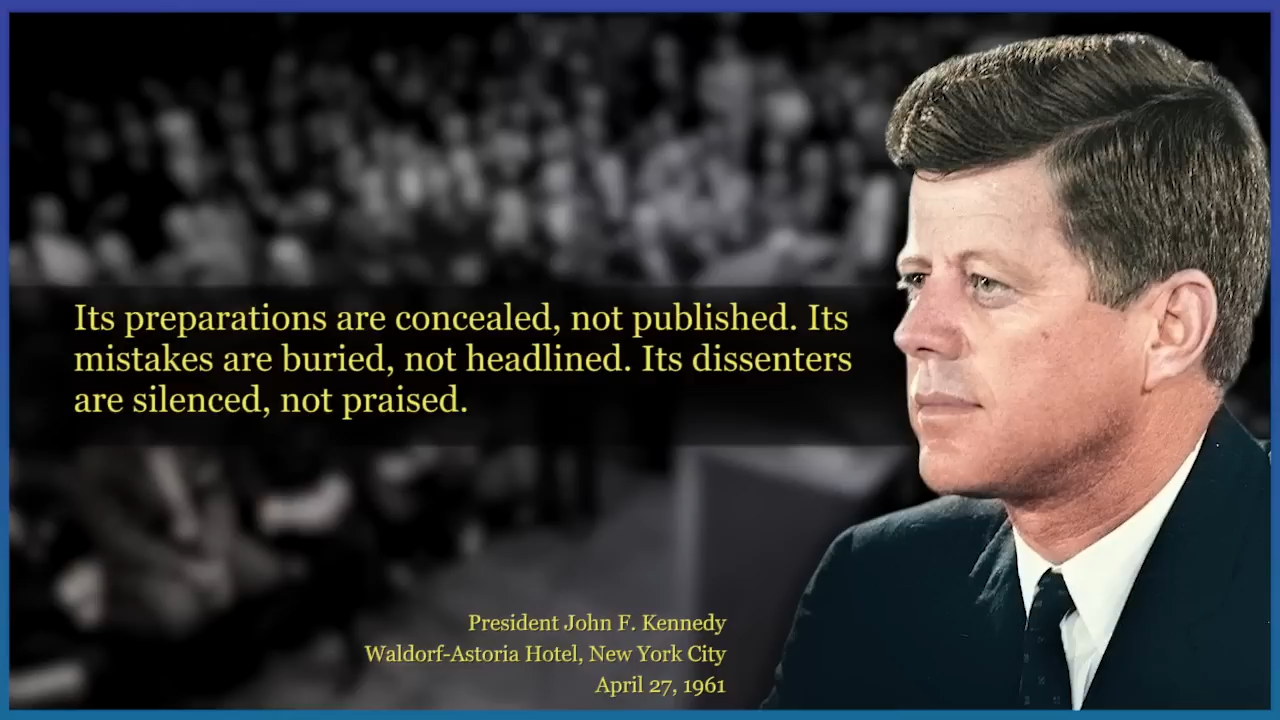 Its preparations are concealed, not published. Its
mistakes are buried, not headlined. Its dissenters
are silenced, not praised.
President John F. Kennedy
Waldorf-Astoria Hotel, New York City
April 27, 1961